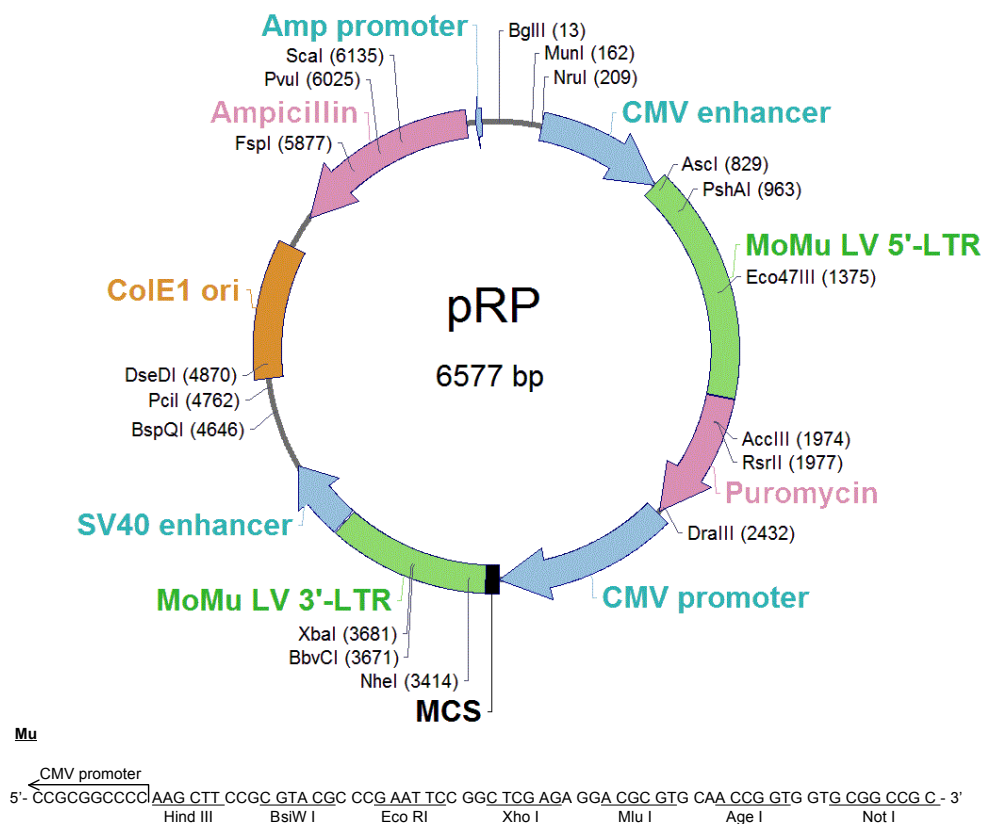 Amp promoter
BglII (13)
ScaI (6135)
MunI (162)
PvuI (6025)
NruI (209)
Ampicillin
CMV enhancer
FspI (5877)
AscI (829)
PshAI (963)
MoMu LV 5'-LTR
Eco47III (1375)
ColE1 ori
pRP
6577 bp
DseDI (4870)
PciI (4762)
BspQI (4646)
AccIII (1974)
RsrII (1977)
Puromycin
SV40 enhancer
DraIII (2432)
MoMu LV 3'-LTR
CMV promoter
XbaI (3681)
BbvCI (3671)
NheI (3414)
MCS
Mu
CMV promoter
5'- CCGCGGCCCC AAG CTT CCG CGT ACG C CCG AAT TCC GGC TCG AGA GGA CGC GTG CAA CCG GTG GTG CGG CCG C - 3'
Hind III BsiW I Eco RI Xho I Mlu I Age I Not I